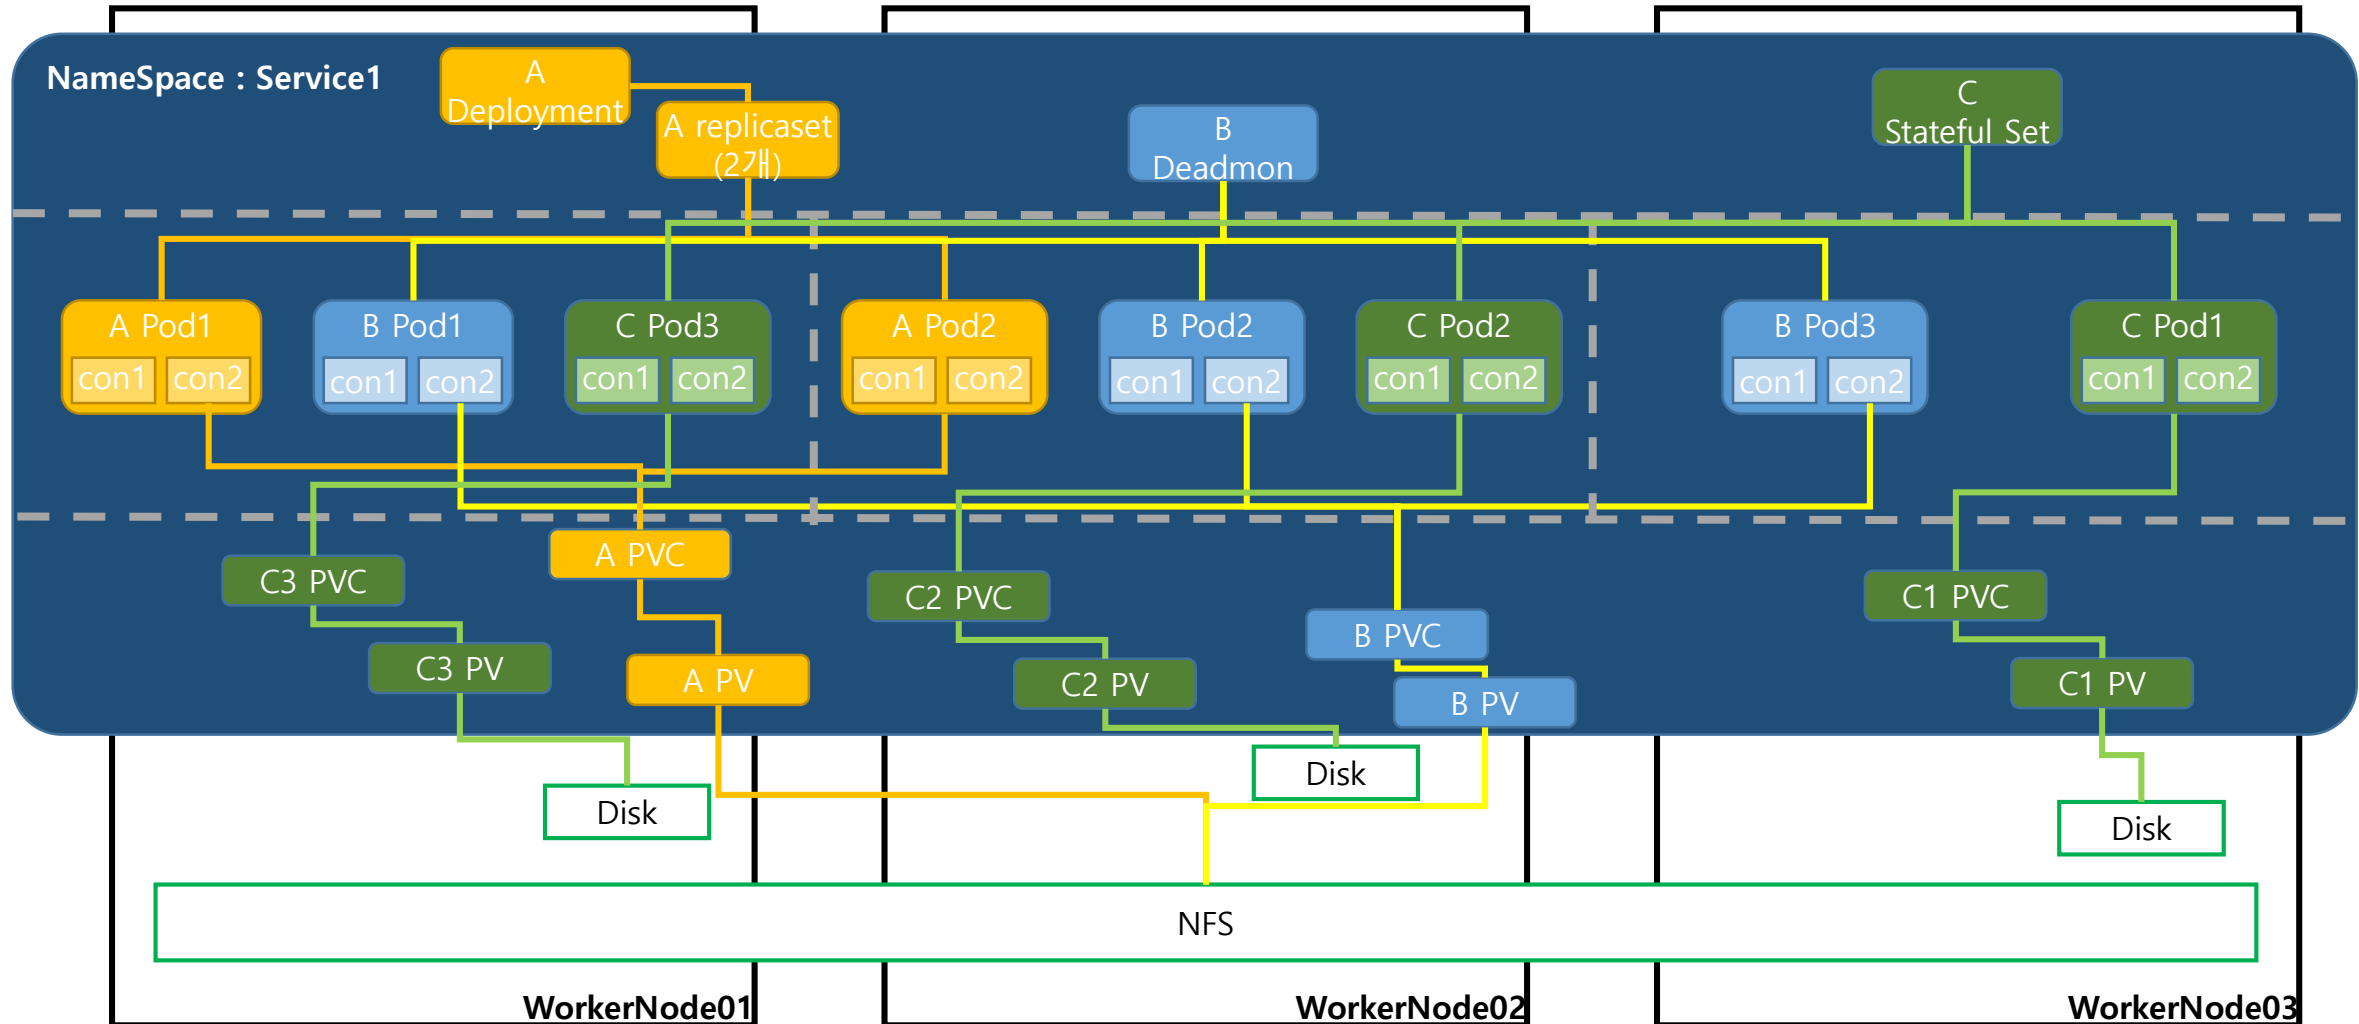 NameSpace : Service1
A
Deployment
A replicaset
(2개)
B
Deadmon
C
Stateful Set
A Pod1
con1
con2
B Pod1
con1
con2
C Pod3
con1
con2
A Pod2
con1
con2
B Pod2
con1
con2
C Pod2
con1
con2
B Pod3
con1
con2
C Pod1
con1
con2
C3 PVC
A PVC
C2 PVC
B PVC
C1 PVC
C3 PV
A PV
C2 PV
B PV
C1 PV
Disk
Disk
Disk
NFS
WorkerNode01
WorkerNode02
WorkerNode03